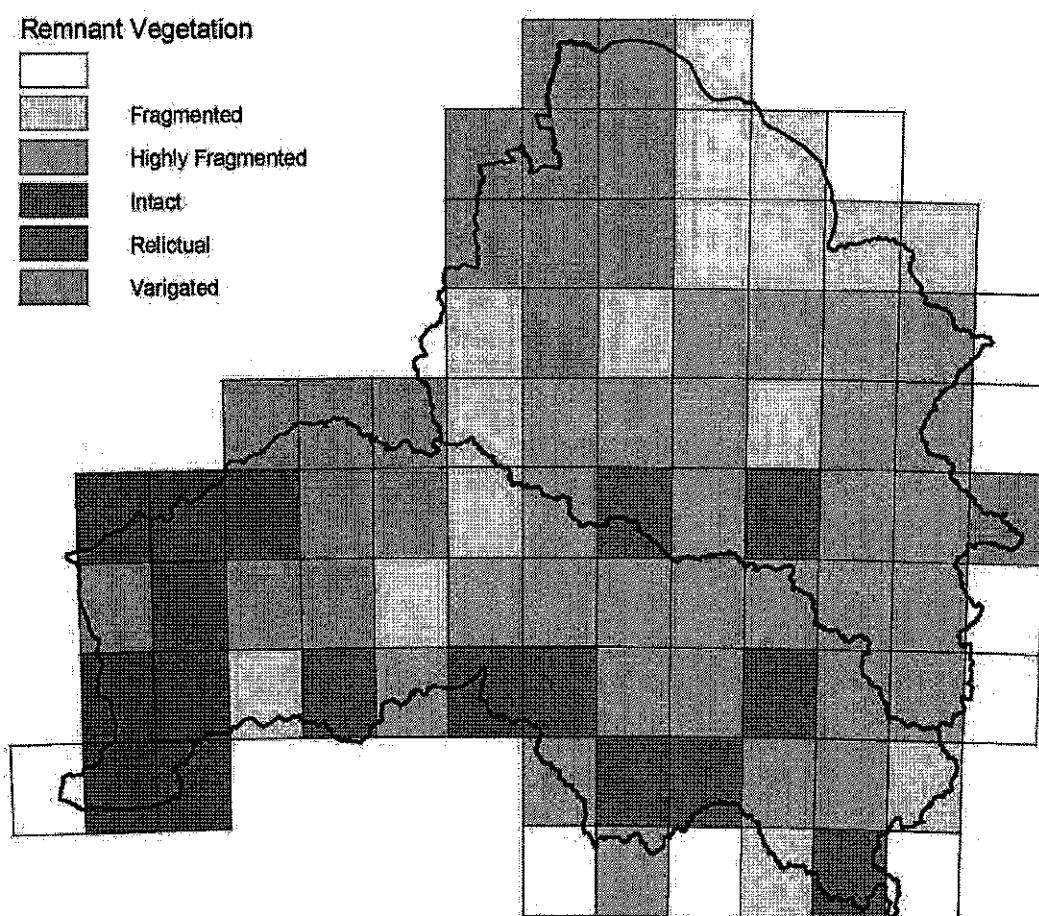 Remnant Vegetation
Fragmented
Highly Fragmented
Intact
Relictual
Varigated